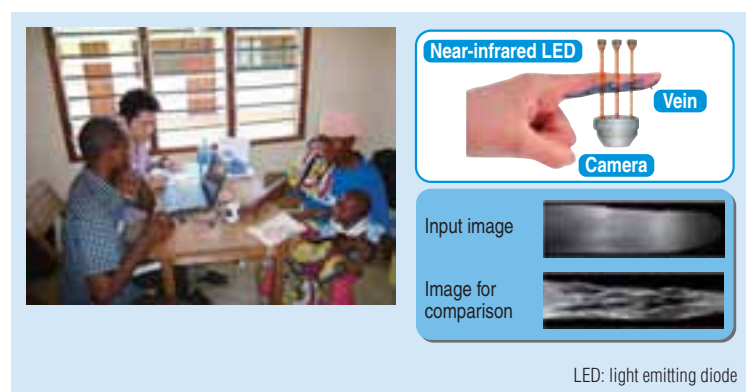 Near-infrared LED
Vein
Camera
Input image
Image for
comparison
LED: light emitting diode